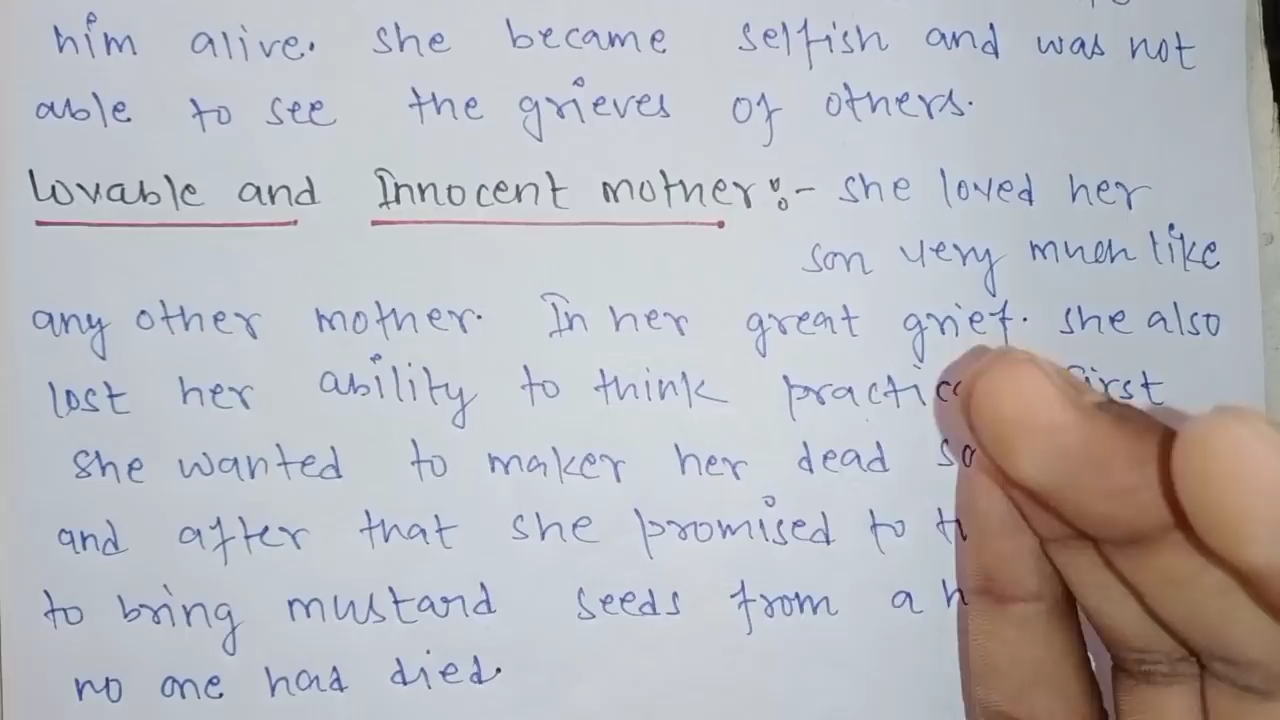 him alive. she became selfish and was not
able to see the grieves of others.
Lovable and Innocent mother:- she loved her
son very much like
any other mother. In her great grief. she also
lost her ability to think first
she wanted to maker her dead
and after that she promised to
to bring mustard seeds from a
no one had died.